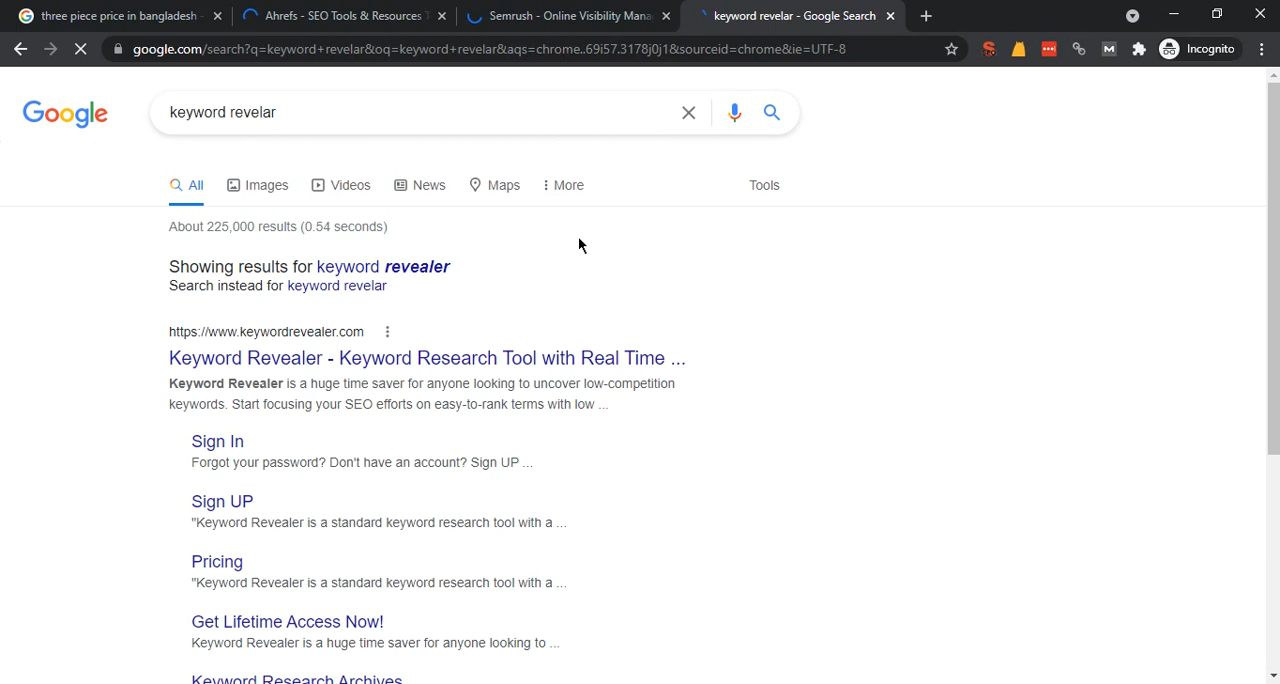 three piece price in bangladesh -
Ahrefs - SEO Tools & Resources T
Semrush - Online Visibility Mana
keyword revelar - Google Search
google.com/search?q=keyword+revelar&oq=keyword+revelar&aqs=chrome..69i57.3178j0j1&sourceid=chrome&ie=UTF-8
Incognito
Google
keyword revelar
All
Images
Videos
News
Maps
More
Tools
About 225,000 results (0.54 seconds)
Showing results for keyword revealer
Search instead for keyword revelar
https://www.keywordrevealer.com
Keyword Revealer - Keyword Research Tool with Real Time ...
Keyword Revealer is a huge time saver for anyone looking to uncover low-competition
keywords. Start focusing your SEO efforts on easy-to-rank terms with low ...
Sign In
Forgot your password? Don't have an account? Sign UP ...
Sign UP
"Keyword Revealer is a standard keyword research tool with a ...
Pricing
"Keyword Revealer is a standard keyword research tool with a ...
Get Lifetime Access Now!
Keyword Revealer is a huge time saver for anyone looking to ...
Keyword Research Archives